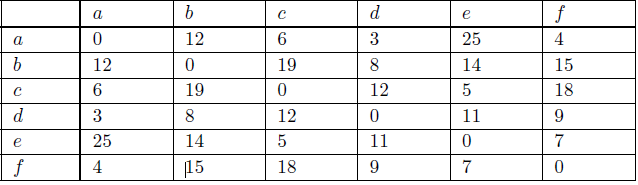 a b c d e f
a 0 12 6 3 25 4
b 12 0 19 8 14 15
c 6 19 0 12 5 18
d 3 8 12 0 11 9
e 25 14 5 11 0 7
f 4 15 18 9 7 0